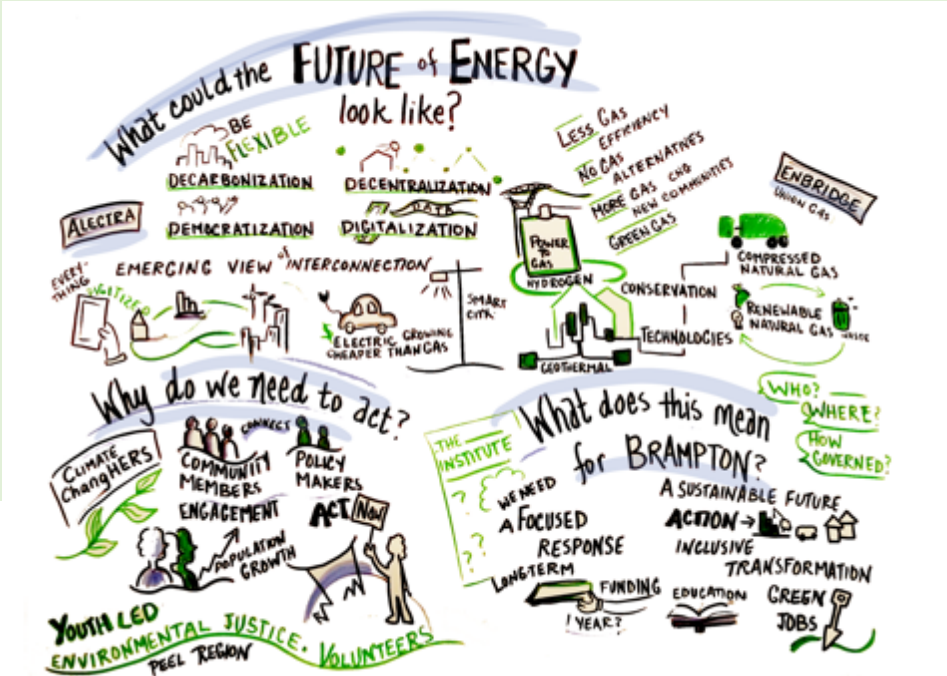 What could the FUTURE of ENERGY
look like?
BE
FLEXIBLE
DECARBONIZATION
DECENTRALIZATION
DEMOCRATIZATION
DATA
DIGITALIZATION
ALECTRA
EMERGING VIEW of INTERCONNECTION
EVERY-
THING
DIGITIZED
ELECTRIC GROWING
CHEAPER THAN GAS
SMART
CITY
LESS GAS
EFFICIENCY
NO GAS
ALTERNATIVES
MORE GAS CNG
NEW COMMUNITIES
GREEN GAS
POWER
TO
GAS
HYDROGEN
CONSERVATION
TECHNOLOGIES
GEOTHERMAL
ENBRIDGE
UNION GAS
COMPRESSED
NATURAL GAS
RENEWABLE
NATURAL GAS
WASTE
Why do we need to act?
CLIMATE
ChangHERS
CONNECT
COMMUNITY
MEMBERS
ENGAGEMENT
POLICY
MAKERS
ACT NOW
POPULATION
GROWTH
YOUTH LED
ENVIRONMENTAL JUSTICE. VOLUNTEERS
PEEL REGION
What does this mean
for BRAMPTON?
WHO?
WHERE?
HOW
GOVERNED?
THE
INSTITUTE
?
?
? ?
WE NEED
A FOCUSED
RESPONSE
LONG-TERM
FUNDING
1 YEAR?
A SUSTAINABLE FUTURE
ACTION →
INCLUSIVE
TRANSFORMATION
EDUCATION
GREEN
JOBS